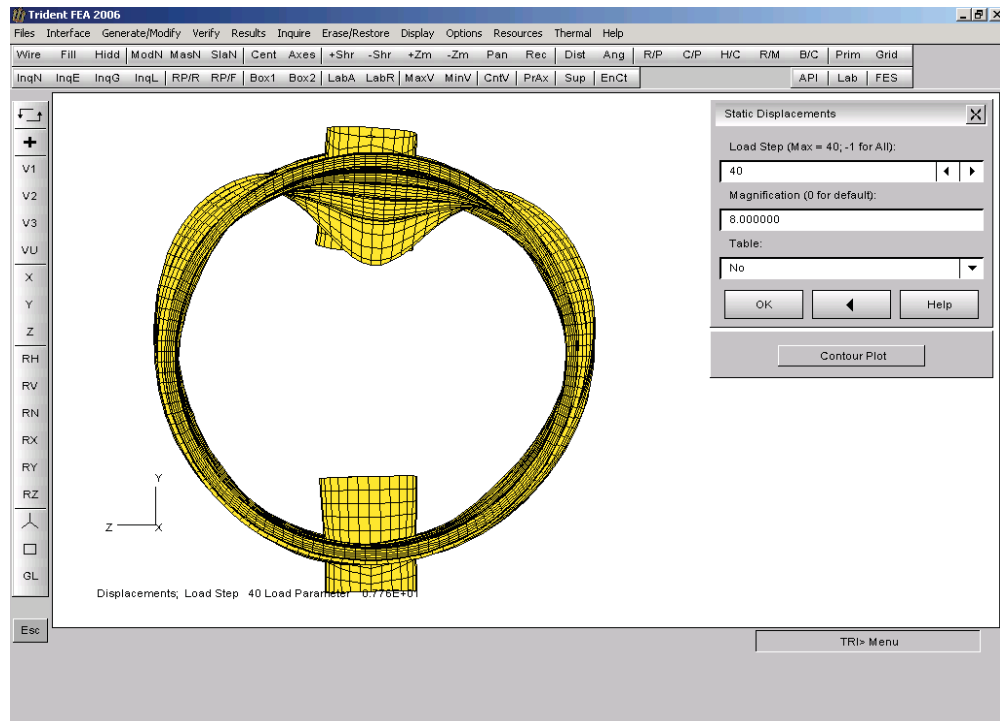 Trident FEA 2006
Files Interface Generate/Modify Verify Results Inquire Erase/Restore Display Options Resources Thermal Help
Wire Fill Hidd ModN MasN SlaN Cent Axes +Shr -Shr +Zm -Zm Pan Rec Dist Ang R/P C/P H/C R/M B/C Prim Grid
InqN InqE InqG InqL RP/R RP/F Box1 Box2 LabA LabR MaxV MinV CntV PrAx Sup EnCt API Lab FES
V1
V2
V3
VU
X
Y
Z
RH
RV
RN
RX
RY
RZ
GL
Esc
Static Displacements
Load Step (Max = 40; -1 for All):
40
Magnification (0 for default):
8.000000
Table:
No
OK Help
Contour Plot
Y
Z X
Displacements; Load Step 40 Load Parameter 0.776E+01
TRI> Menu